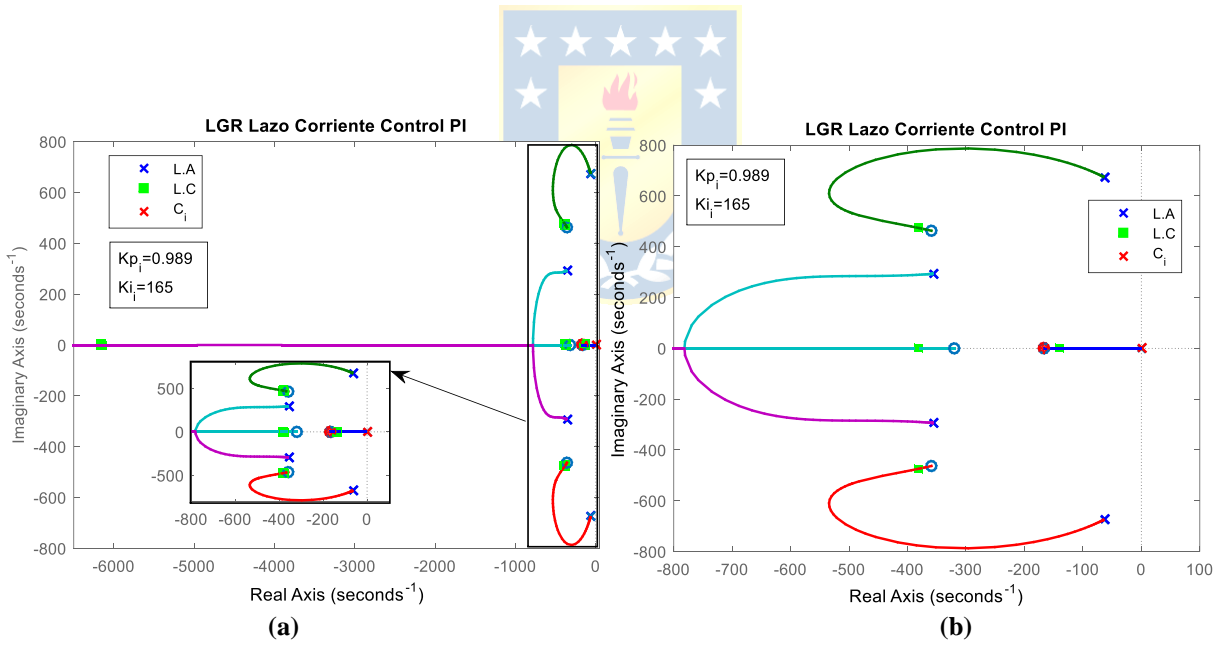 LGR Lazo Corriente Control PI
800
600
400
200
0
-200
-400
-600
-800
Imaginary Axis (seconds⁻¹)
L.A
L.C
Cᵢ
Kpᵢ=0.989
Kiᵢ=165
500
0
-500
-800 -600 -400 -200 0
-6000 -5000 -4000 -3000 -2000 -1000 0
Real Axis (seconds⁻¹)
(a)
LGR Lazo Corriente Control PI
800
600
400
200
0
-200
-400
-600
-800
Imaginary Axis (seconds⁻¹)
Kpᵢ=0.989
Kiᵢ=165
L.A
L.C
Cᵢ
-800 -700 -600 -500 -400 -300 -200 -100 0 100
Real Axis (seconds⁻¹)
(b)